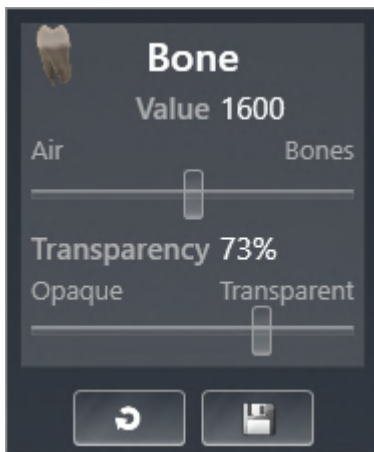 Bone
Value 1600
Air Bones
Transparency 73%
Opaque Transparent